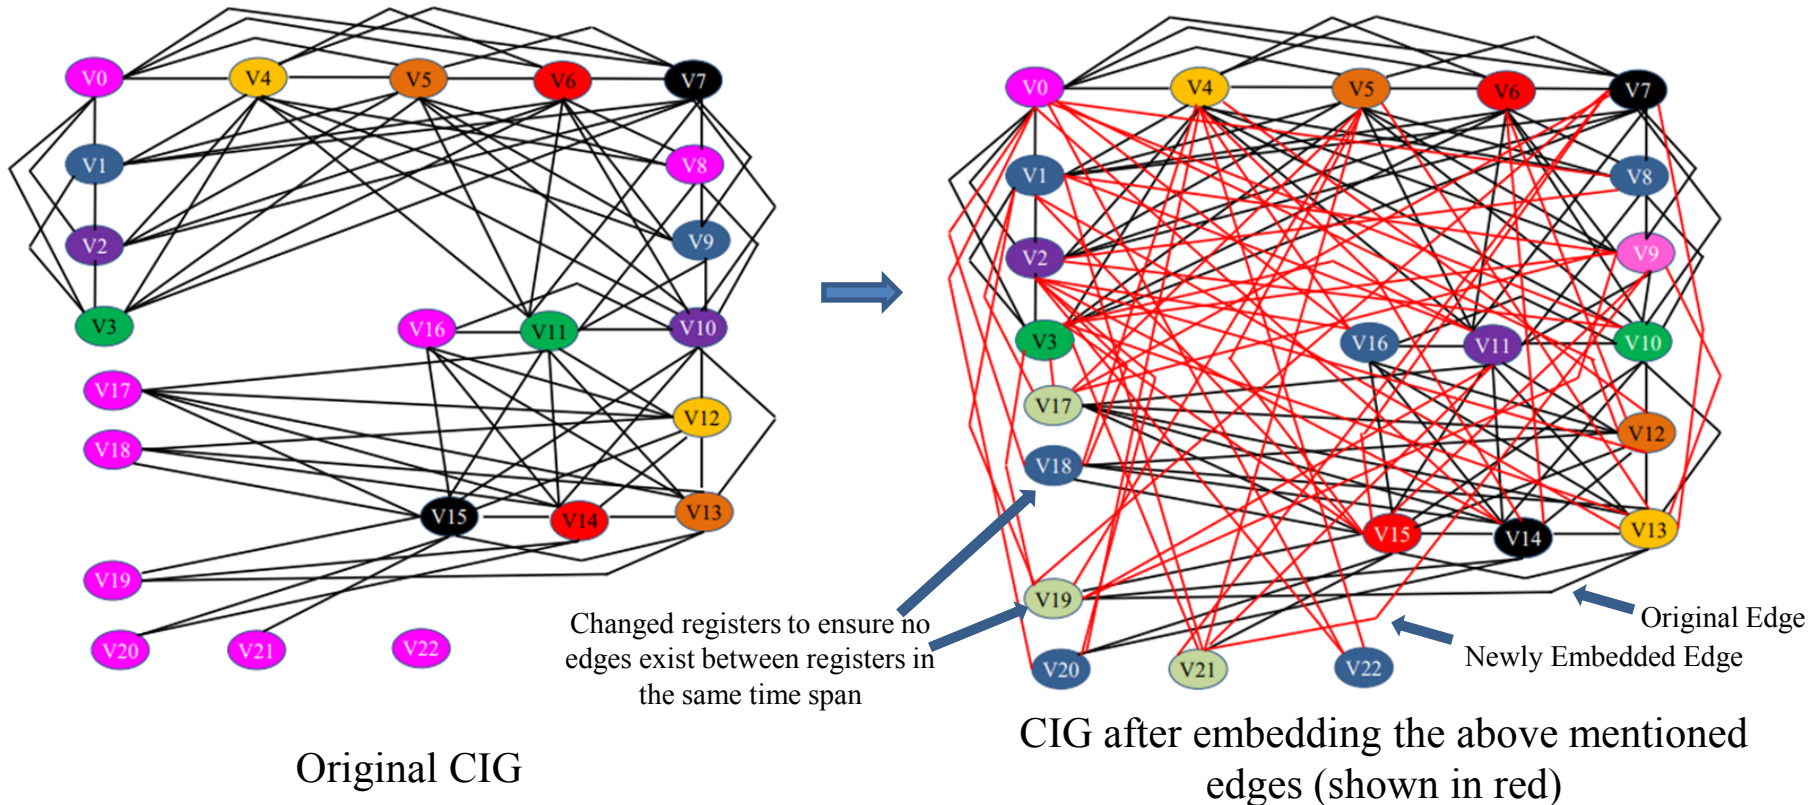 V0
V4
V5
V6
V7
V1
V8
V2
V9
V3
V16
V11
V10
V17
V12
V18
V15
V14
V13
V19
V20
V21
V22
Original CIG
V0
V4
V5
V6
V7
V1
V8
V2
V9
V3
V16
V11
V10
V17
V12
V18
V15
V14
V13
V19
V20
V21
V22
Changed registers to ensure no
edges exist between registers in
the same time span
Original Edge
Newly Embedded Edge
CIG after embedding the above mentioned
edges (shown in red)